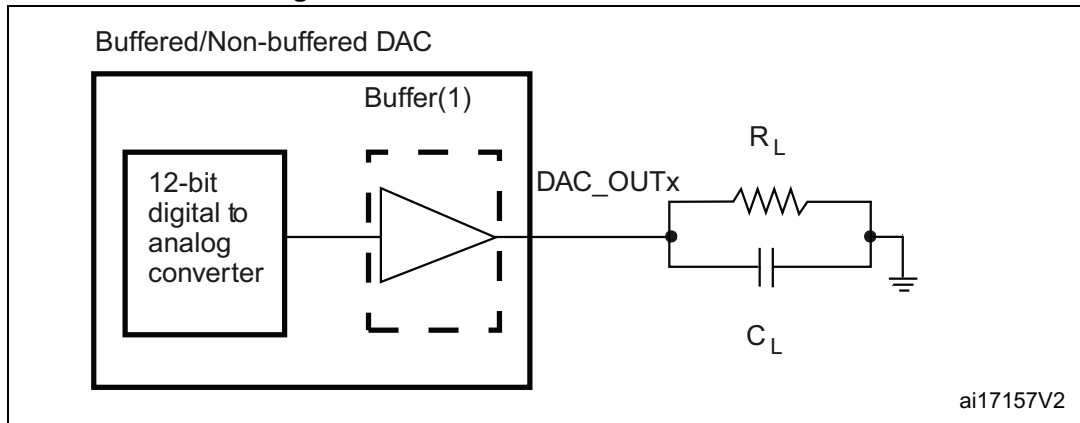 Buffered/Non-buffered DAC
Buffer(1)
12-bit
digital to
analog
converter
DAC_OUTx
R L
C L
ai17157V2